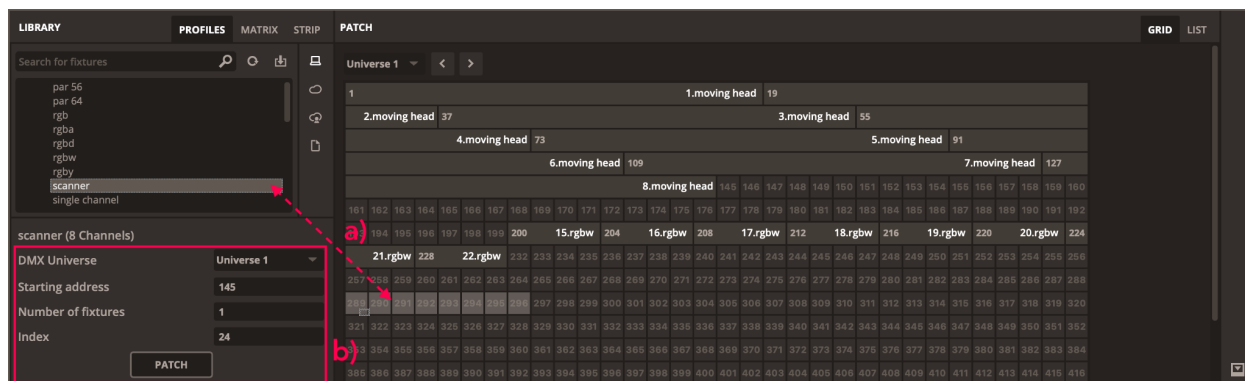 LIBRARY PROFILES MATRIX STRIP PATCH GRID LIST
Search for fixtures
Universe 1 < >
par 56
par 64
rgb
rgba
rgbd
rgbw
rgby
scanner
single channel
1 1.moving head 19
2.moving head 37 3.moving head 55
4.moving head 73 5.moving head 91
6.moving head 109 7.moving head 127
8.moving head 145 146 147 148 149 150 151 152 153 154 155 156 157 158 159 160
161 162 163 164 165 166 167 168 169 170 171 172 173 174 175 176 177 178 179 180 181 182 183 184 185 186 187 188 189 190 191 192
a) 194 195 196 197 198 199 200 15.rgbw 204 16.rgbw 208 17.rgbw 212 18.rgbw 216 19.rgbw 220 20.rgbw 224
21.rgbw 228 22.rgbw 232 233 234 235 236 237 238 239 240 241 242 243 244 245 246 247 248 249 250 251 252 253 254 255 256
257 258 259 260 261 262 263 264 265 266 267 268 269 270 271 272 273 274 275 276 277 278 279 280 281 282 283 284 285 286 287 288
289 290 291 292 293 294 295 296 297 298 299 300 301 302 303 304 305 306 307 308 309 310 311 312 313 314 315 316 317 318 319 320
321 322 323 324 325 326 327 328 329 330 331 332 333 334 335 336 337 338 339 340 341 342 343 344 345 346 347 348 349 350 351 352
b) 354 355 356 357 358 359 360 361 362 363 364 365 366 367 368 369 370 371 372 373 374 375 376 377 378 379 380 381 382 383 384
385 386 387 388 389 390 391 392 393 394 395 396 397 398 399 400 401 402 403 404 405 406 407 408 409 410 411 412 413 414 415 416
scanner (8 Channels)
DMX Universe Universe 1
Starting address 145
Number of fixtures 1
Index 24
PATCH